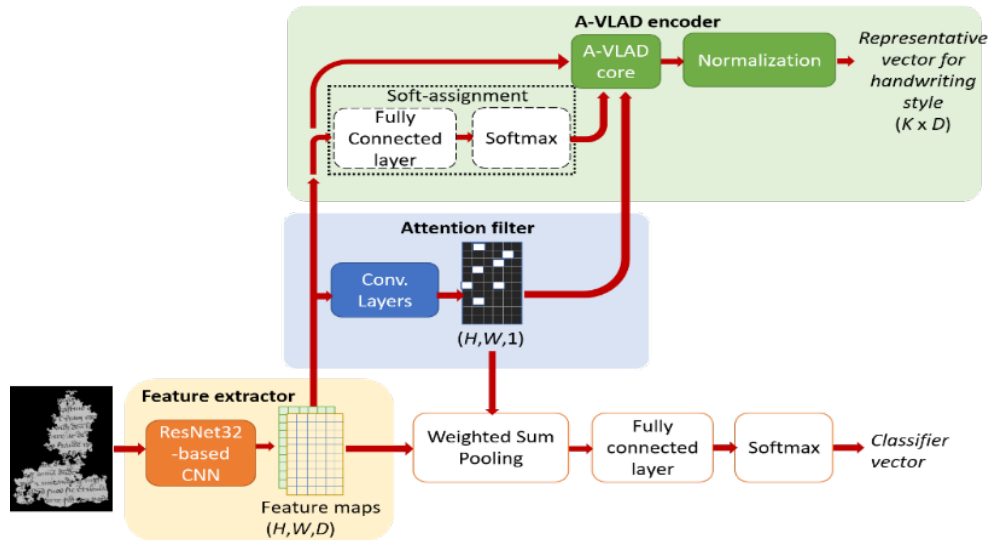 A-VLAD encoder
A-VLAD
core
Normalization
Representative
vector for
handwriting
style
(K x D)
Soft-assignment
Fully
Connected
layer
Softmax
Attention filter
Conv.
Layers
(H,W,1)
Feature extractor
ResNet32
-based
CNN
Feature maps
(H,W,D)
Weighted Sum
Pooling
Fully
connected
layer
Softmax
Classifier
vector